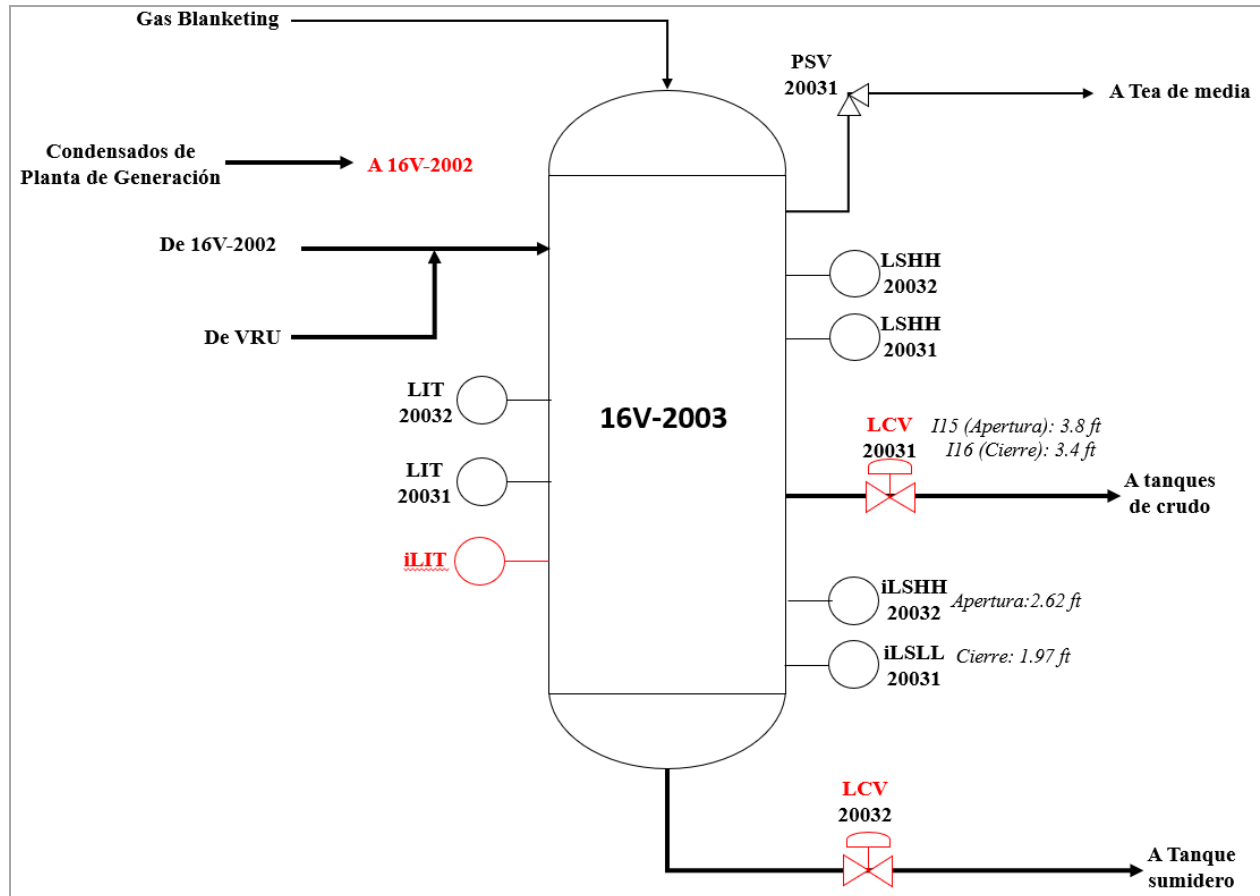 Gas Blanketing
PSV
20031
A Tea de media
Condensados de
Planta de Generación
A 16V-2002
De 16V-2002
LSHH
20032
De VRU
LSHH
20031
LIT
20032
16V-2003
LCV
20031
I15 (Apertura): 3.8 ft
I16 (Cierre): 3.4 ft
LIT
20031
A tanques
de crudo
iLIT
iLSHH
20032
Apertura:2.62 ft
iLSLL
20031
Cierre: 1.97 ft
LCV
20032
A Tanque
sumidero